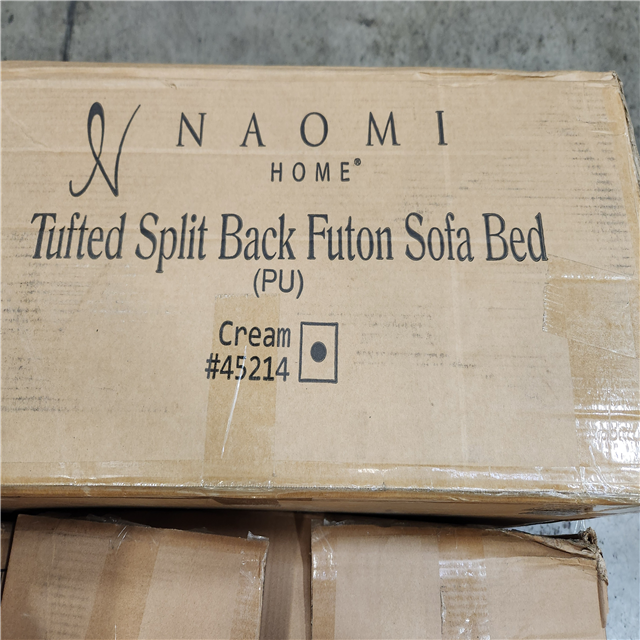 NAOMI
HOME®
Tufted Split Back Futon Sofa Bed
(PU)
Cream
#45214